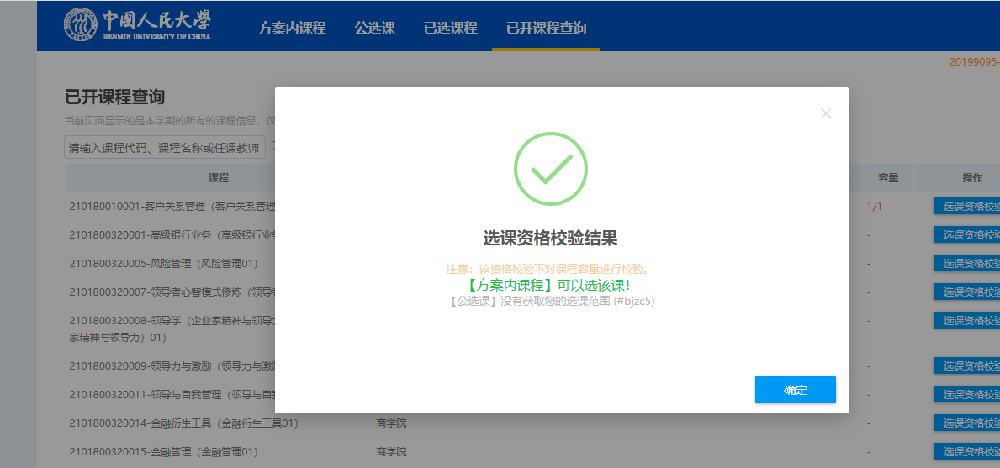 中国人民大学
RENMIN UNIVERSITY OF CHINA
方案内课程 公选课 已选课程 已开课程查询
20199095-
已开课程查询
当前页面显示的是本学期的所有的课程信息，仅
请输入课程代码、课程名称或任课教师
课程 容量 操作
210180010001-客户关系管理（客户关系管理 1/1 选课资格校验
2101800320001-高级银行业务（高级银行业务 - 选课资格校验
2101800320005-风险管理（风险管理01） - 选课资格校验
2101800320007-领导者心智模式修炼（领导者 - 选课资格校验
2101800320008-领导学（企业家精神与领导力 - 选课资格校验
家精神与领导力）01）
2101800320009-领导力与激励（领导力与激励 - 选课资格校验
2101800320011-领导与自我管理（领导与自我 - 选课资格校验
2101800320014-金融衍生工具（金融衍生工具01） 商学院 - 选课资格校验
2101800320015-金融管理（金融管理01） 商学院 - 选课资格校验
选课资格校验结果
注意：该资格校验不对课程容量进行校验。
【方案内课程】可以选该课！
【公选课】没有获取您的选课范围 (#bjzc5)
确定